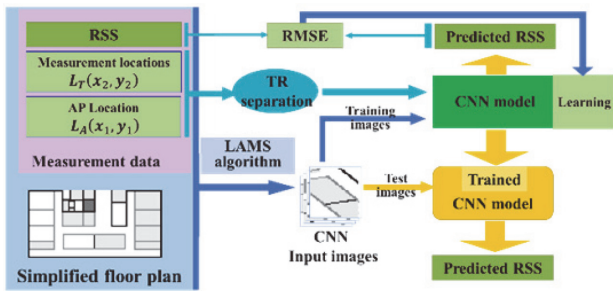 RSS
RMSE
Predicted RSS
Measurement locations
L_T(x_2, y_2)
AP Location
L_A(x_1, y_1)
Measurement data
TR
separation
CNN model
Learning
Training
images
LAMS
algorithm
Test
images
Trained
CNN model
CNN
Input images
Simplified floor plan
Predicted RSS